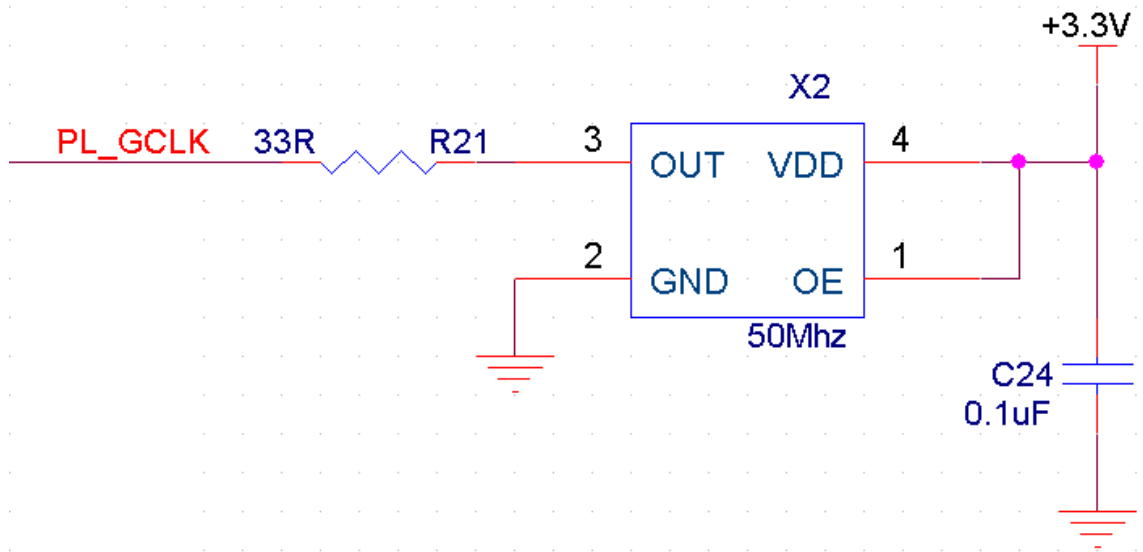 +3.3V
X2
PL_GCLK 33R R21 3 OUT VDD 4
2 GND OE 1
50Mhz
C24
0.1uF